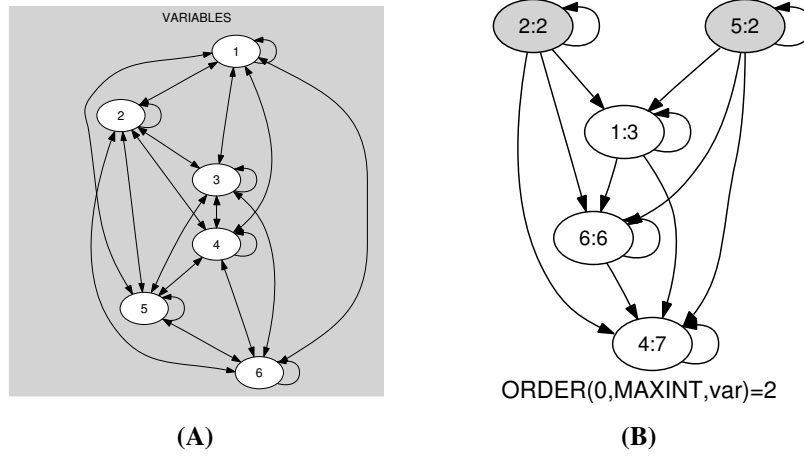 VARIABLES
1
2
3
4
5
6
(A)
2:2
5:2
1:3
6:6
4:7
ORDER(0,MAXINT,var)=2
(B)